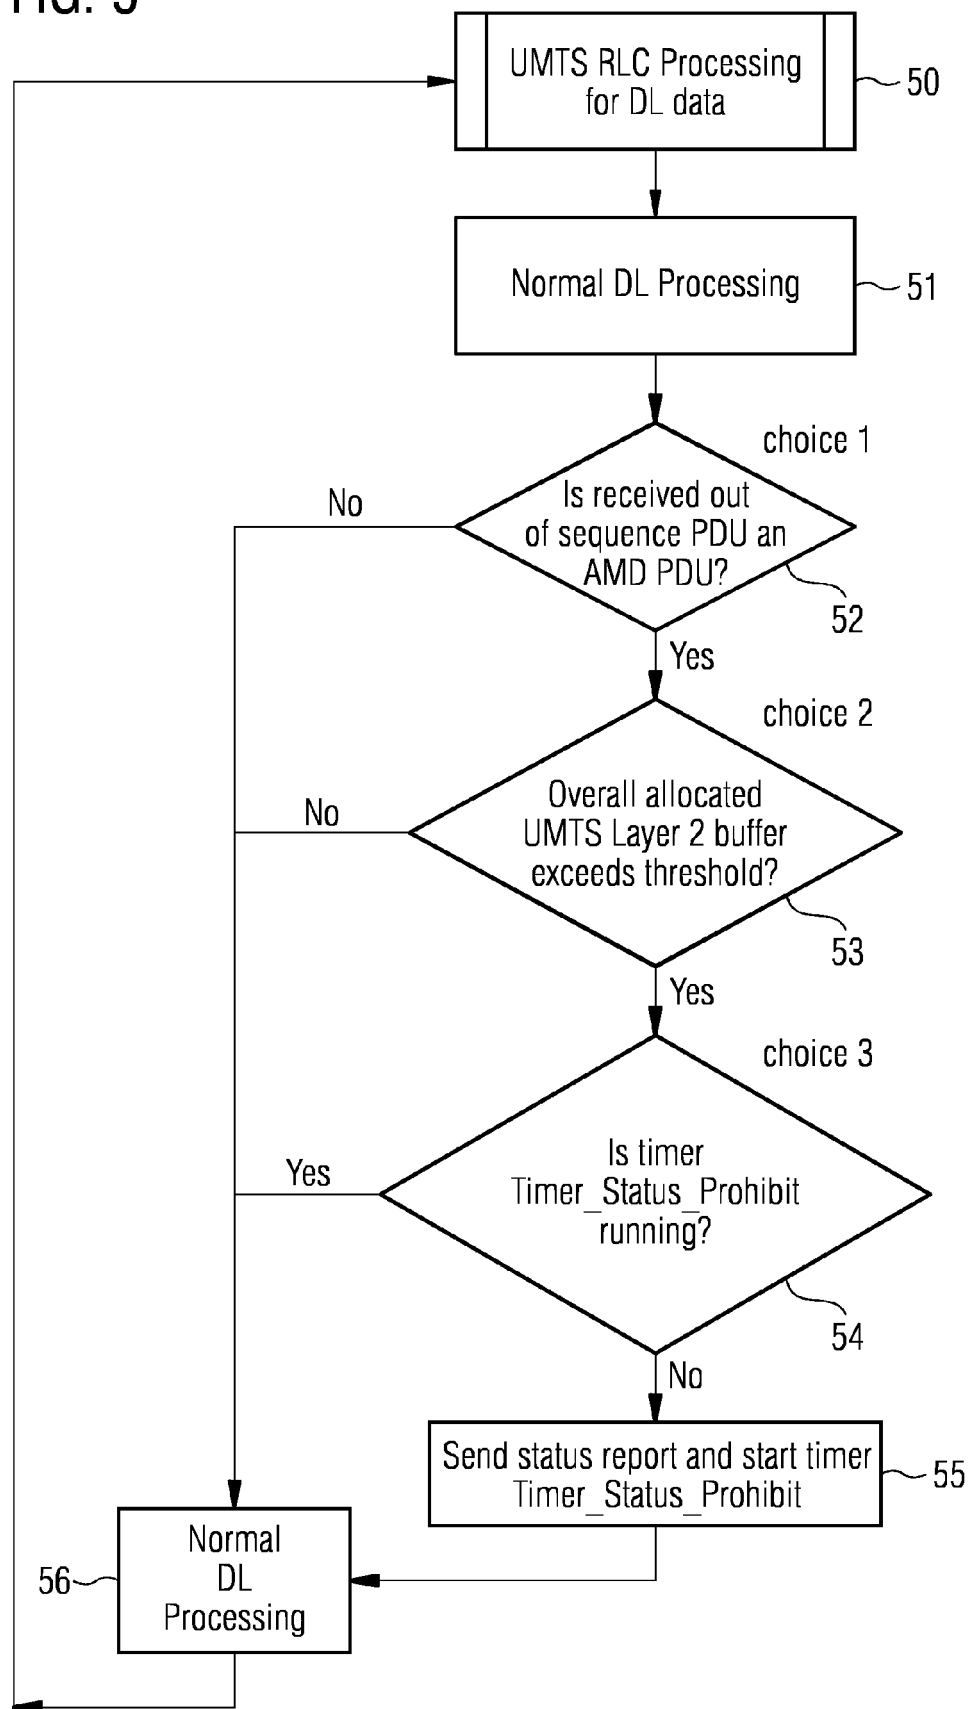 UMTS RLC Processing
for DL data
50
Normal DL Processing
51
choice 1
Is received out
of sequence PDU an
AMD PDU?
No
52
Yes
choice 2
Overall allocated
UMTS Layer 2 buffer
exceeds threshold?
No
53
Yes
choice 3
Is timer
Timer_Status_Prohibit
running?
Yes
54
No
Send status report and start timer
Timer_Status_Prohibit
55
Normal
DL
Processing
56